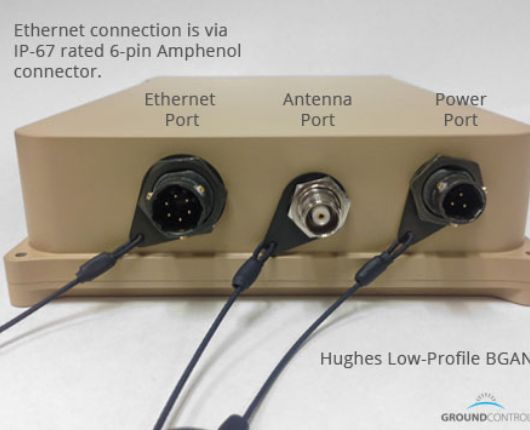 Ethernet connection is via
IP-67 rated 6-pin Amphenol
connector.
Ethernet
Port
Antenna
Port
Power
Port
Hughes Low-Profile BGAN
GROUNDCONTROL